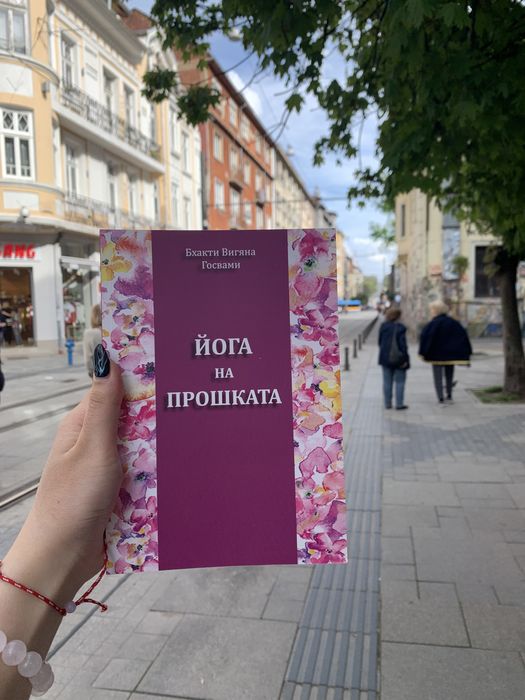 Бхакти Вигяна
Госвами
ЙОГА
НА
ПРОШКАТА